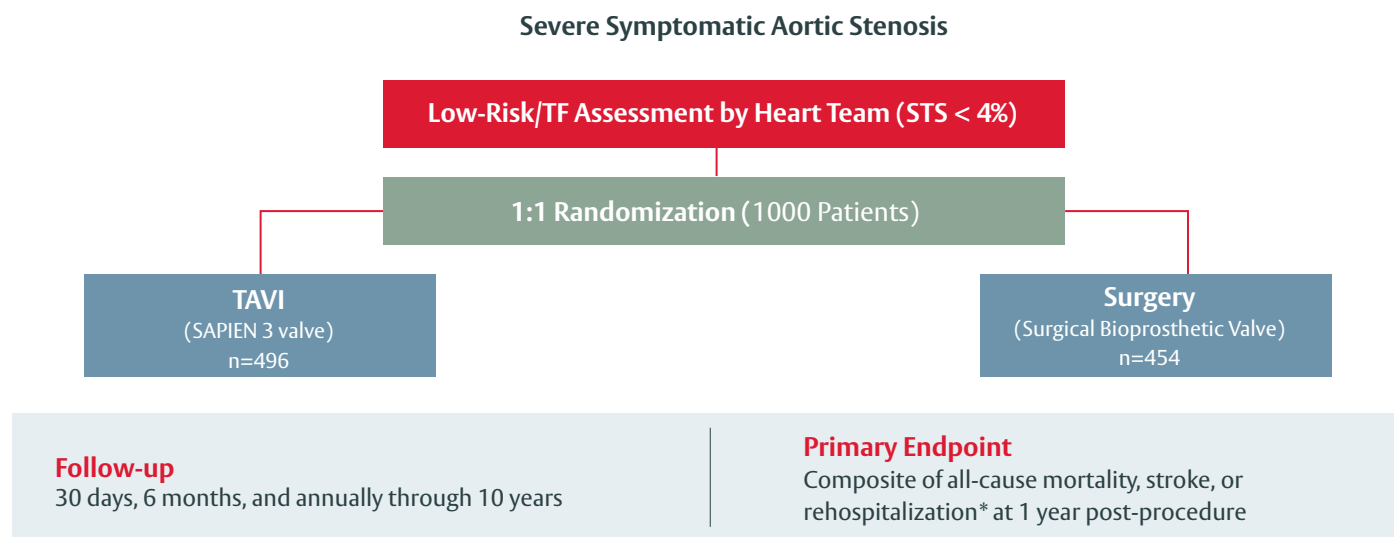 Severe Symptomatic Aortic Stenosis
Low-Risk/TF Assessment by Heart Team (STS < 4%)
1:1 Randomization (1000 Patients)
TAVI
(SAPIEN 3 valve)
n=496
Surgery
(Surgical Bioprosthetic Valve)
n=454
Follow-up
30 days, 6 months, and annually through 10 years
Primary Endpoint
Composite of all-cause mortality, stroke, or
rehospitalization* at 1 year post-procedure